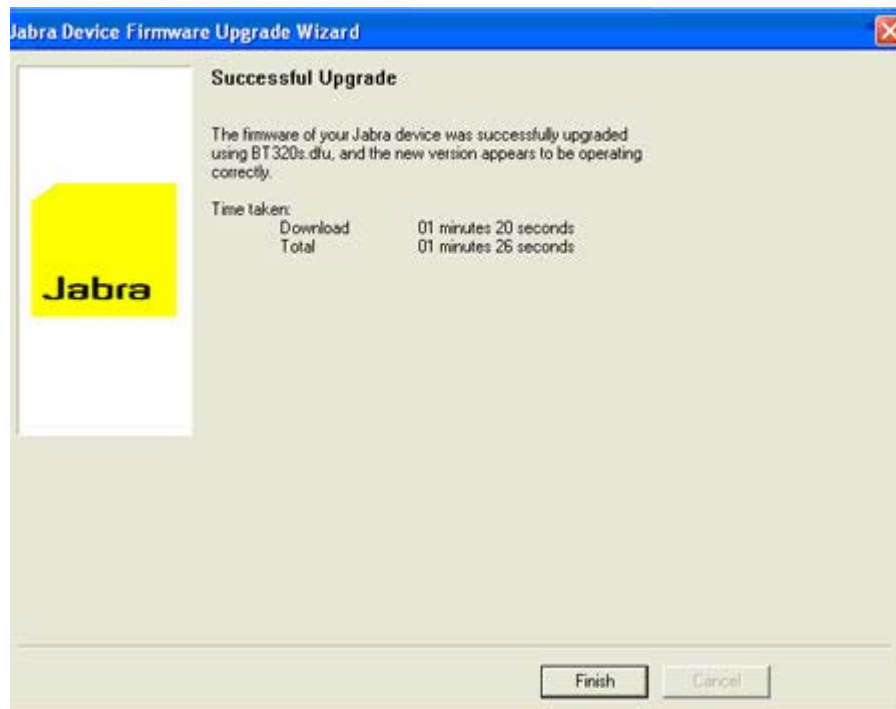 Jabra Device Firmware Upgrade Wizard
Successful Upgrade
The firmware of your Jabra device was successfully upgraded
using BT320s.dfu, and the new version appears to be operating
correctly.
Time taken:
Download 01 minutes 20 seconds
Total 01 minutes 26 seconds
Jabra
Finish Cancel